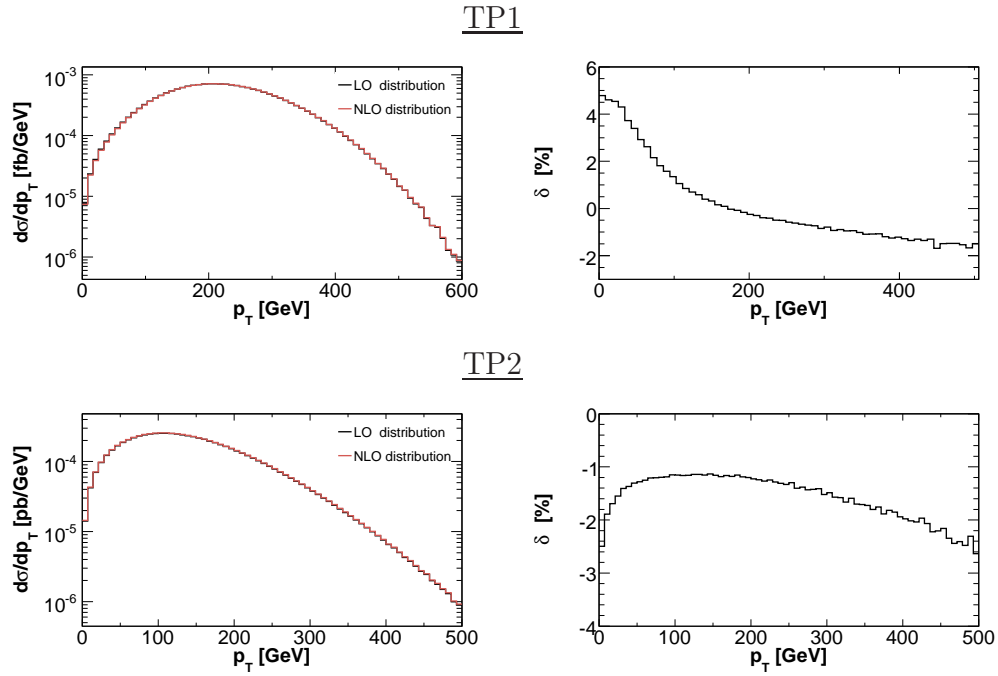 TP1
dσ/dp_T [fb/GeV]
10^-3
10^-4
10^-5
10^-6
LO distribution
NLO distribution
0 200 400 600
p_T [GeV]
δ [%]
6
4
2
0
-2
0 200 400
p_T [GeV]
TP2
dσ/dp_T [pb/GeV]
10^-4
10^-5
10^-6
LO distribution
NLO distribution
0 100 200 300 400 500
p_T [GeV]
δ [%]
0
-1
-2
-3
-4
0 100 200 300 400 500
p_T [GeV]